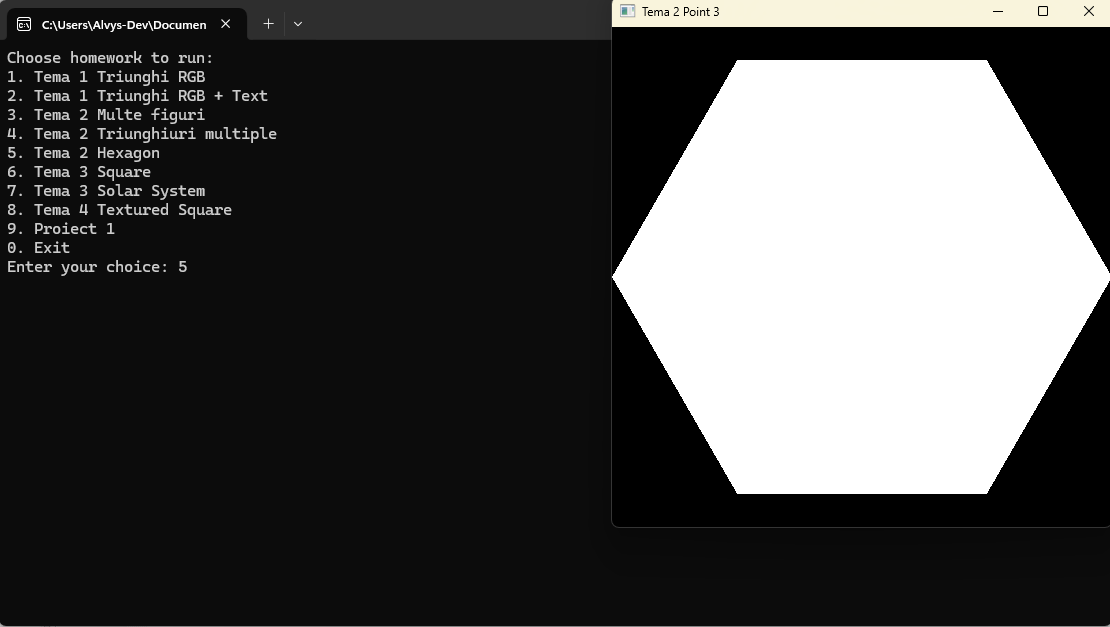 C:\Users\Alvys-Dev\Documen
Tema 2 Point 3
Choose homework to run:
1. Tema 1 Triunghi RGB
2. Tema 1 Triunghi RGB + Text
3. Tema 2 Multe figuri
4. Tema 2 Triunghiuri multiple
5. Tema 2 Hexagon
6. Tema 3 Square
7. Tema 3 Solar System
8. Tema 4 Textured Square
9. Proiect 1
0. Exit
Enter your choice: 5